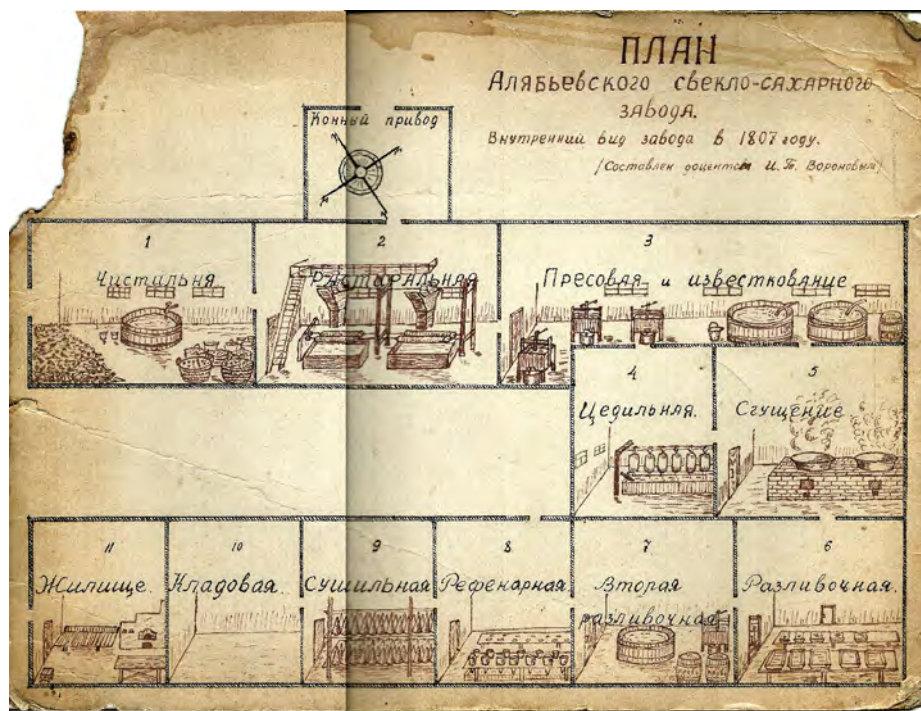 ПЛАН
Алябьевского свекло-сахарного
завода.
Внутренний вид завода в 1807 году.
/Составлен доцентом И. Вороновым/
Конный привод
1
Чистильня
2
Растиральная
3
Пресовая и известкование
4
Цедильная.
5
Сгущение
11
Жилище.
10
Кладовая.
9
Сушильная
8
Рефенарная
7
Вторая
разливочная
6
Разливочная.